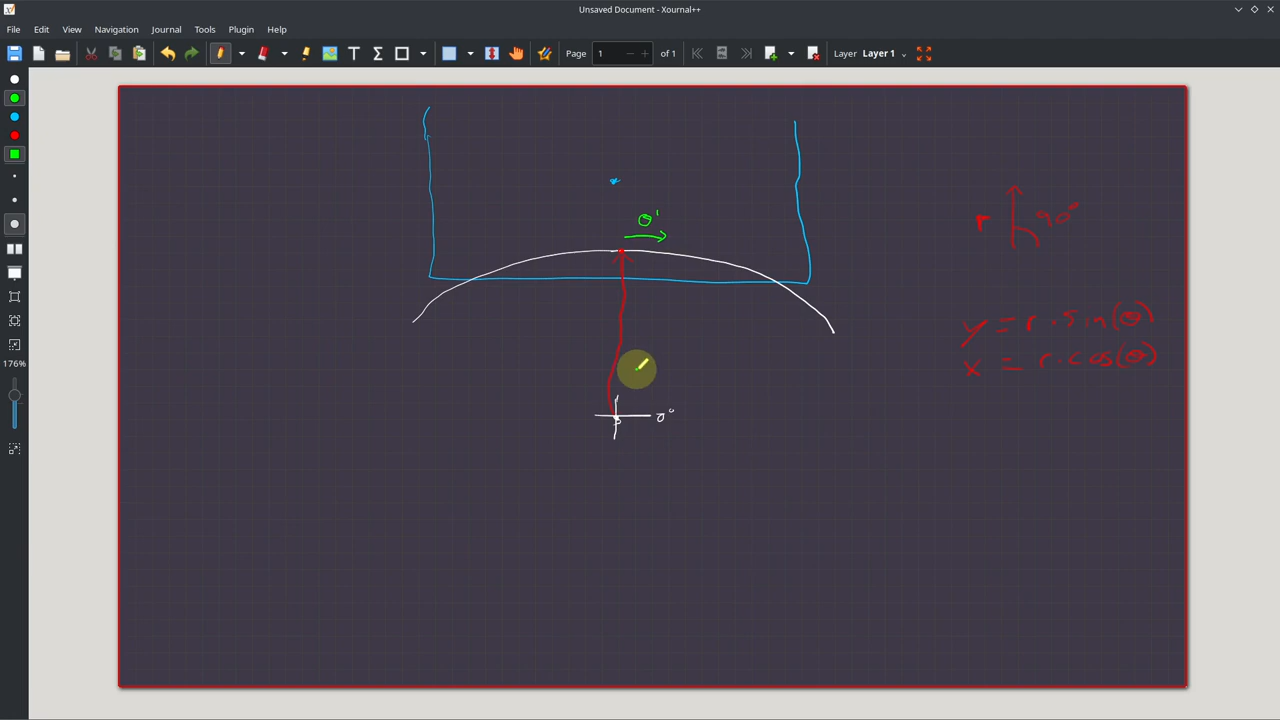 Unsaved Document - Xournal++
File Edit View Navigation Journal Tools Plugin Help
Page 1 of 1 Layer Layer 1
176%
θ'
r 90°
y = r . sin(θ)
x = r . cos(θ)
0°